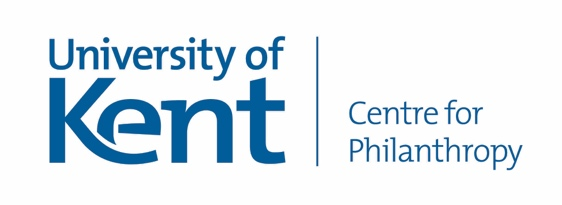 University of
Kent
Centre for
Philanthropy